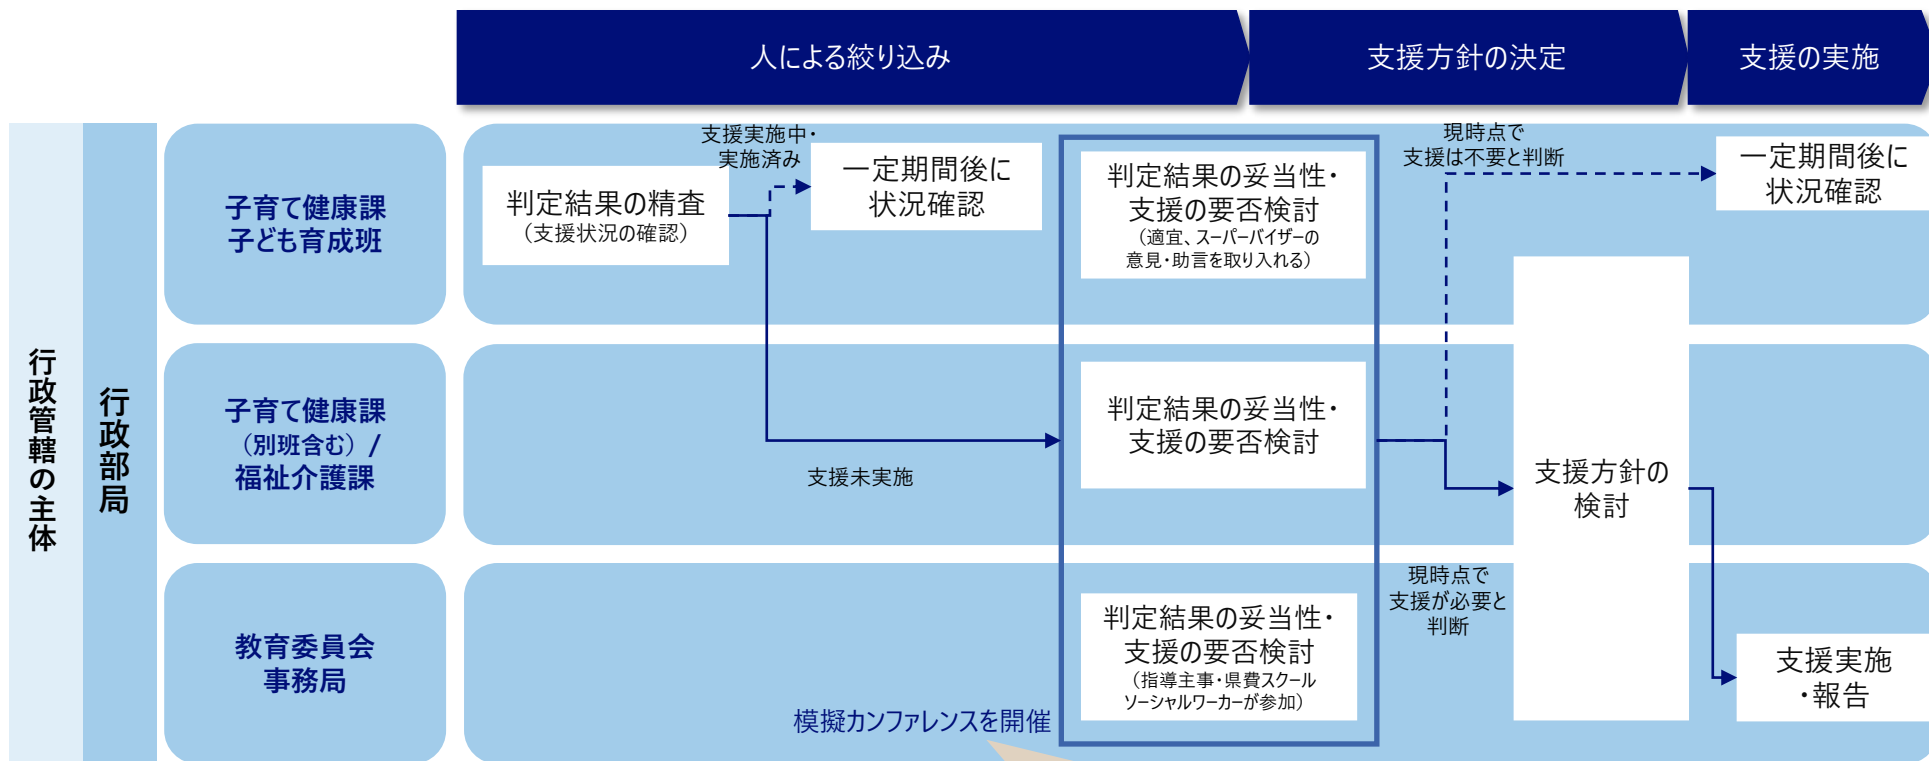 人による絞り込み
支援方針の決定
支援の実施
行政管轄の主体
行政部局
子育て健康課
子ども育成班
判定結果の精査
（支援状況の確認）
支援実施中・
実施済み
一定期間後に
状況確認
判定結果の妥当性・
支援の要否検討
（適宜、スーパーバイザーの
意見・助言を取り入れる）
現時点で
支援は不要と判断
一定期間後に
状況確認
子育て健康課
（別班含む）/
福祉介護課
支援未実施
判定結果の妥当性・
支援の要否検討
支援方針の
検討
教育委員会
事務局
模擬カンファレンスを開催
判定結果の妥当性・
支援の要否検討
（指導主事・県費スクール
ソーシャルワーカーが参加）
現時点で
支援が必要と
判断
支援実施
・報告